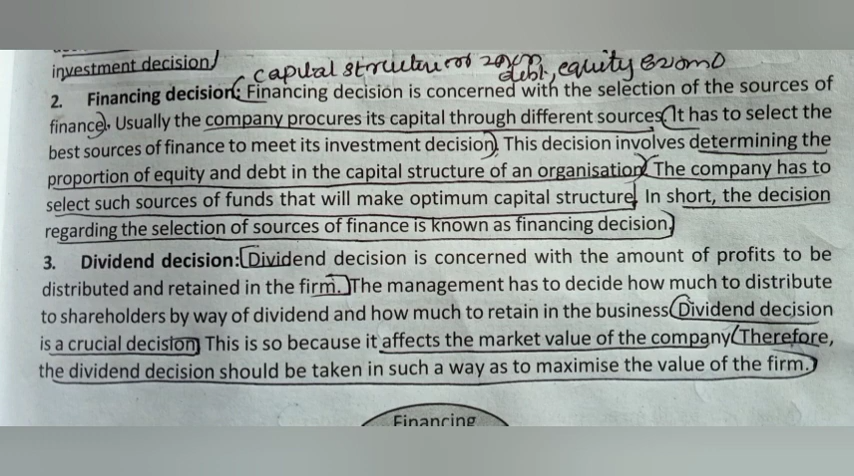 investment decision
capital structure debt, equity
2. Financing decision: Financing decision is concerned with the selection of the sources of
finance. Usually the company procures its capital through different sources. It has to select the
best sources of finance to meet its investment decision. This decision involves determining the
proportion of equity and debt in the capital structure of an organisation. The company has to
select such sources of funds that will make optimum capital structure. In short, the decision
regarding the selection of sources of finance is known as financing decision.
3. Dividend decision: Dividend decision is concerned with the amount of profits to be
distributed and retained in the firm. The management has to decide how much to distribute
to shareholders by way of dividend and how much to retain in the business. Dividend decision
is a crucial decision. This is so because it affects the market value of the company. Therefore,
the dividend decision should be taken in such a way as to maximise the value of the firm.
Financing